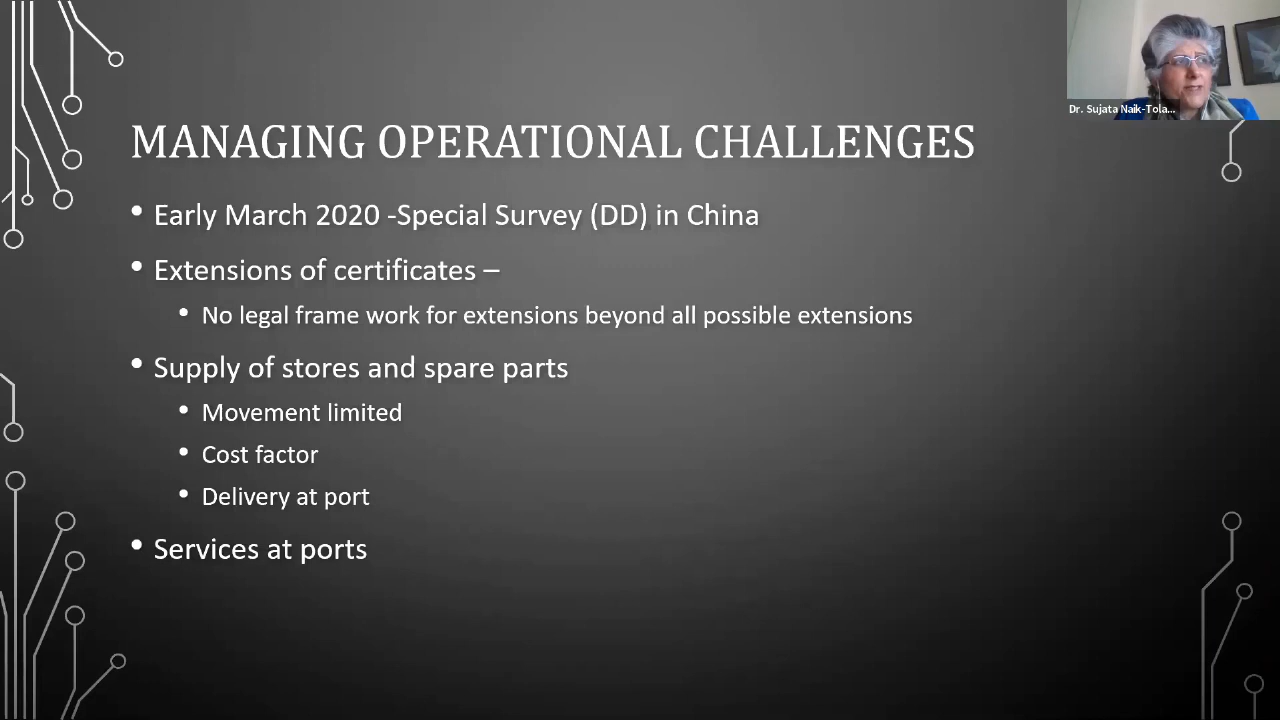 MANAGING OPERATIONAL CHALLENGES
• Early March 2020 -Special Survey (DD) in China
• Extensions of certificates –
• No legal frame work for extensions beyond all possible extensions
• Supply of stores and spare parts
• Movement limited
• Cost factor
• Delivery at port
• Services at ports
Dr. Sujata Naik-Tola...